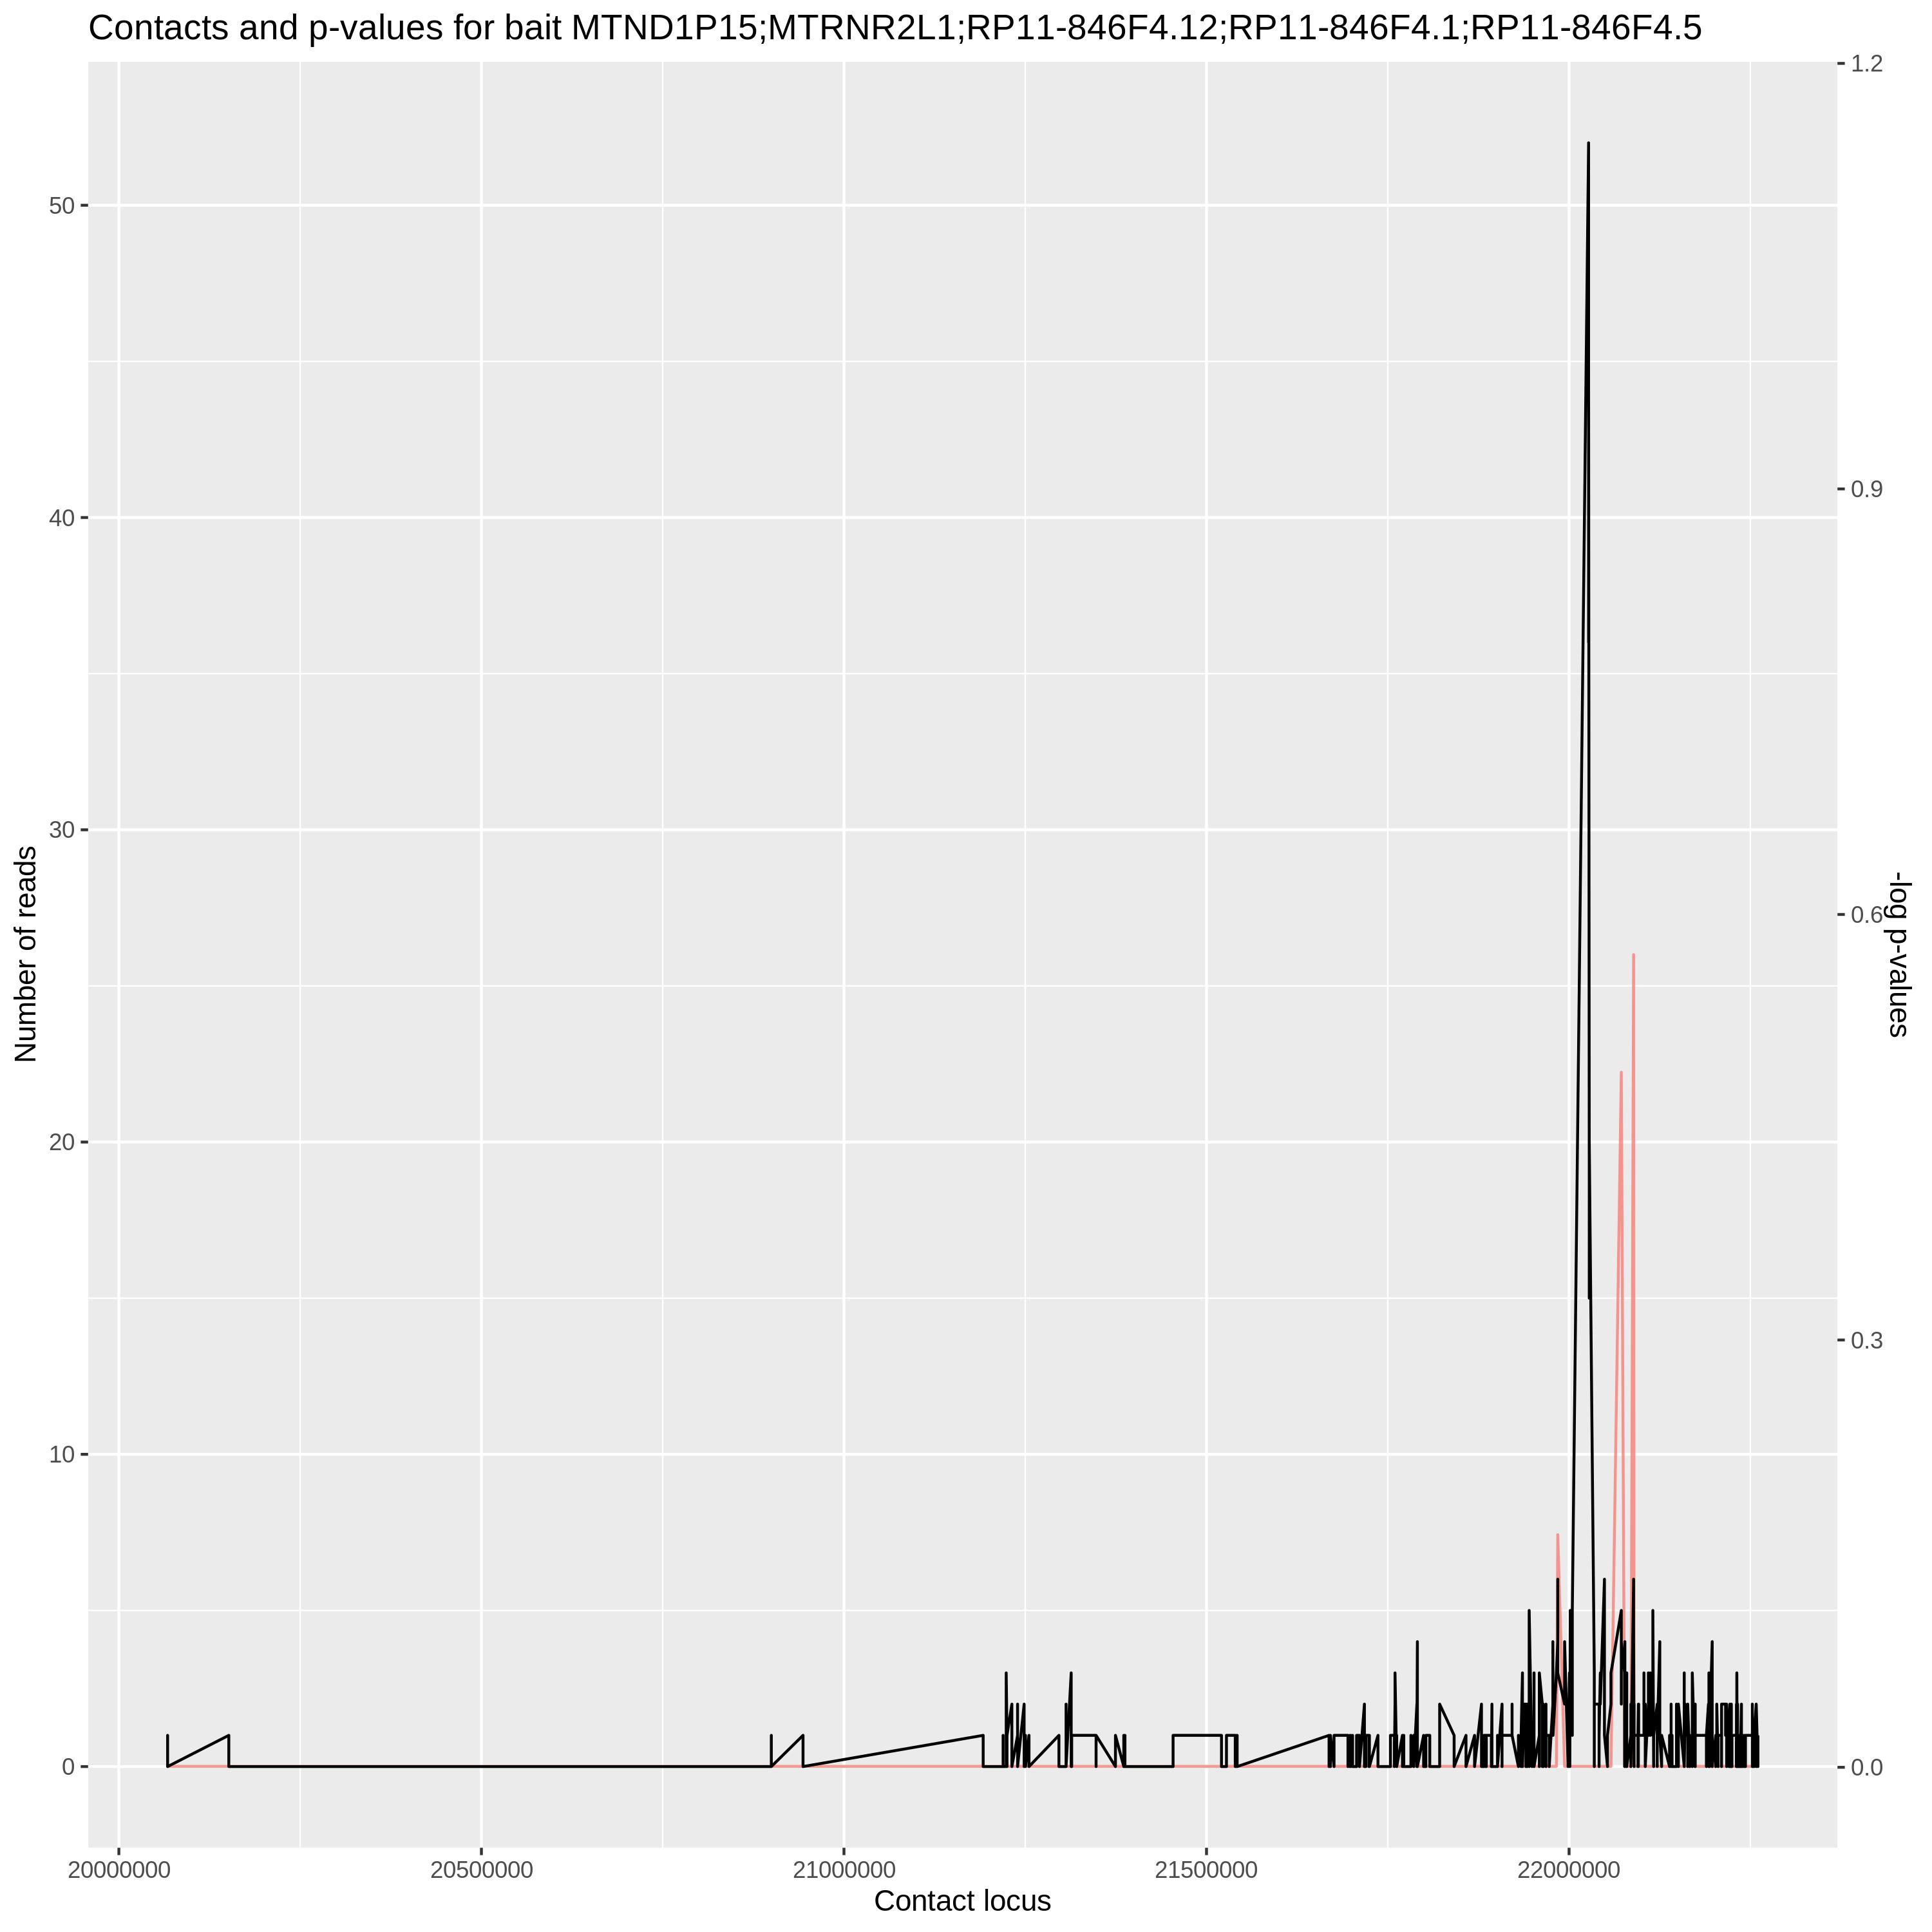 Contacts and p-values for bait MTND1P15;MTRNR2L1;RP11-846F4.12;RP11-846F4.1;RP11-846F4.5
Number of reads
50
40
30
20
10
0
1.2
0.9
0.6
0.3
0.0
-log p-values
20000000 20500000 21000000 21500000 22000000
Contact locus